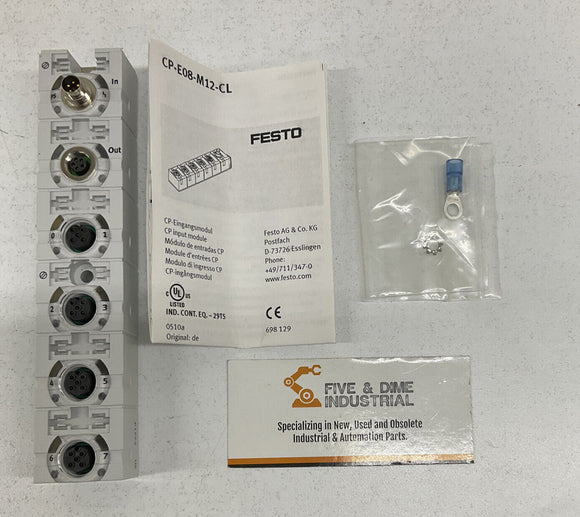 In
Out
0 1
2 3
4 5
6 7
CP-E08-M12-CL
FESTO
CP-Eingangsmodul
CP input module
Módulo de entradas CP
Module d'entrées CP
Modulo di ingresso CP
CP-ingångsmodul
Festo AG & Co. KG
Postfach
D-73726 Esslingen
Phone:
+49/711/347-0
www.festo.com
C UL US
LISTED
IND. CONT. EQ. – 29T5
CE
0510a
Original: de
698 129
FIVE & DIME
INDUSTRIAL
Specializing in New, Used and Obsolete
Industrial & Automation Parts.